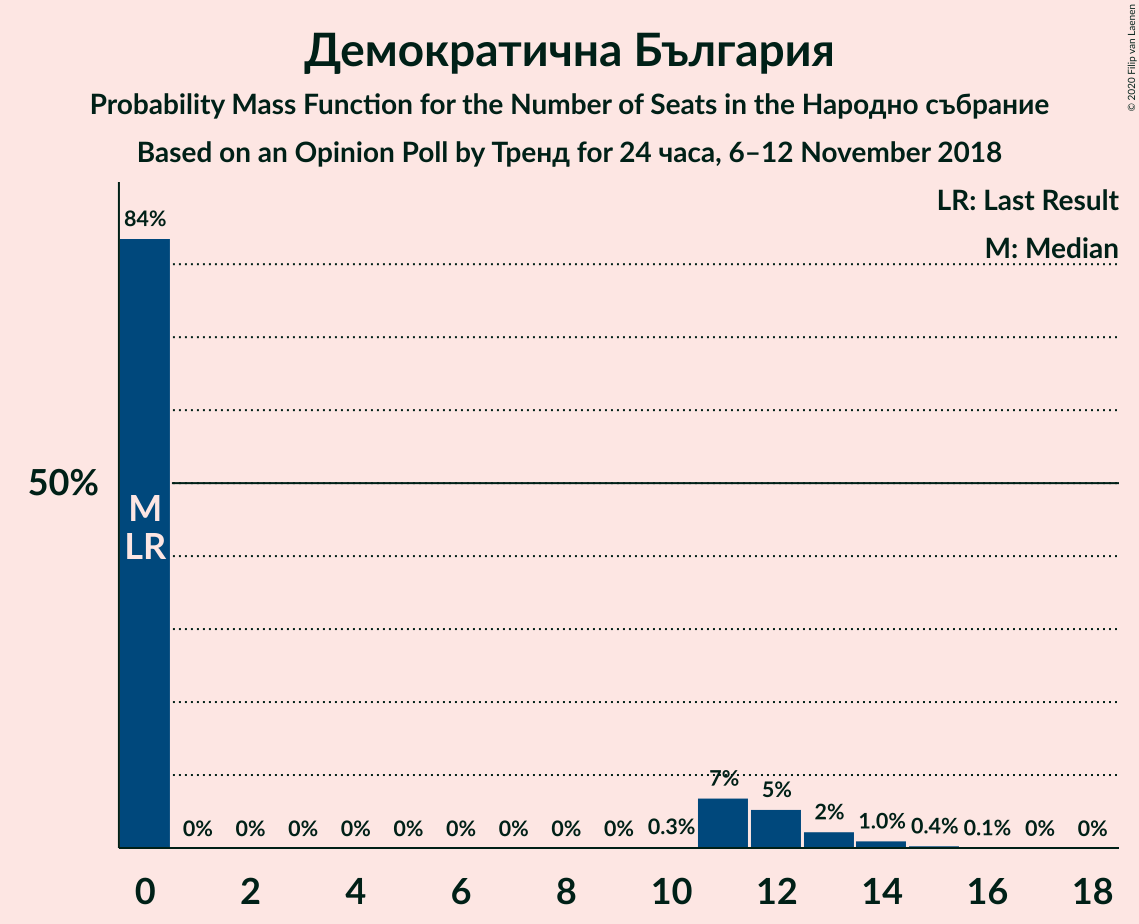 Демократична България
Probability Mass Function for the Number of Seats in the Народно събрание
Based on an Opinion Poll by Тренд for 24 часа, 6–12 November 2018
© 2020 Filip van Laenen
LR: Last Result
M: Median
84%
50%
M
LR
0% 0% 0% 0% 0% 0% 0% 0% 0% 0.3% 7% 5% 2% 1.0% 0.4% 0.1% 0% 0%
0 2 4 6 8 10 12 14 16 18